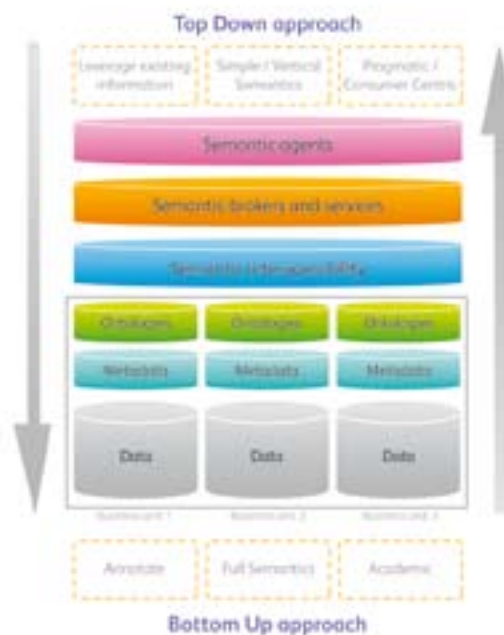 Top Down approach
Leverage existing
information
Simple / Vertical
Semantics
Pragmatic /
Consumer Centric
Semantic agents
Semantic brokers and services
Semantic interoperability
Ontologies Ontologies Ontologies
Metadata Metadata Metadata
Data Data Data
Annotate Full Semantics Academic
Bottom Up approach